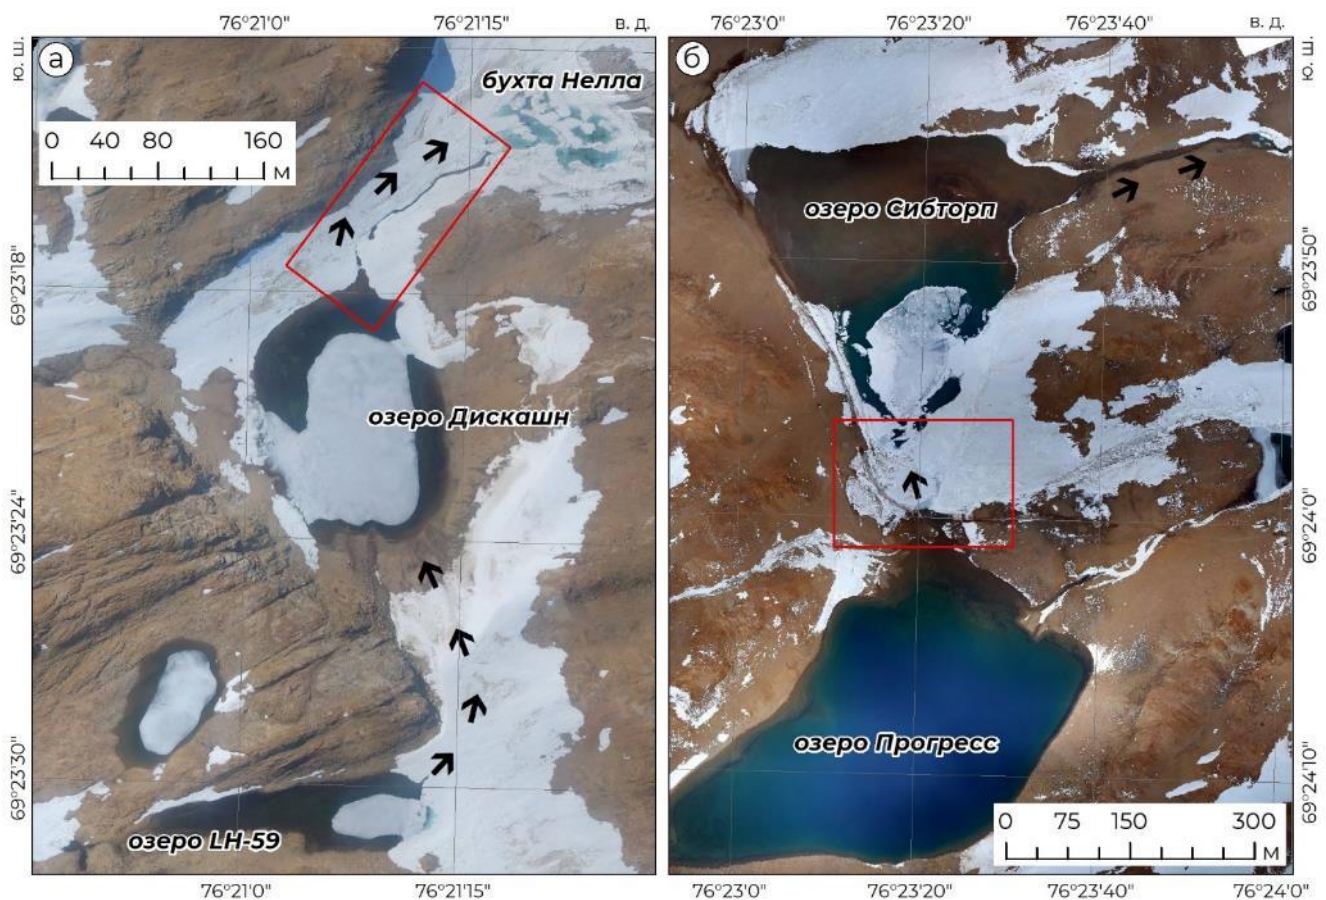 76°21'0" 76°21'15" в. д.
76°23'0" 76°23'20" 76°23'40" в. д.
ю. ш.
а
бухта Нелла
0 40 80 160
М
69°23'18"
69°23'24"
69°23'30"
озеро Дискашн
озеро LH-59
76°21'0" 76°21'15"
б
ю. ш.
озеро Сибторп
69°23'50"
69°24'0"
69°24'10"
озеро Прогресс
0 75 150 300
М
76°23'0" 76°23'20" 76°23'40" 76°24'0"